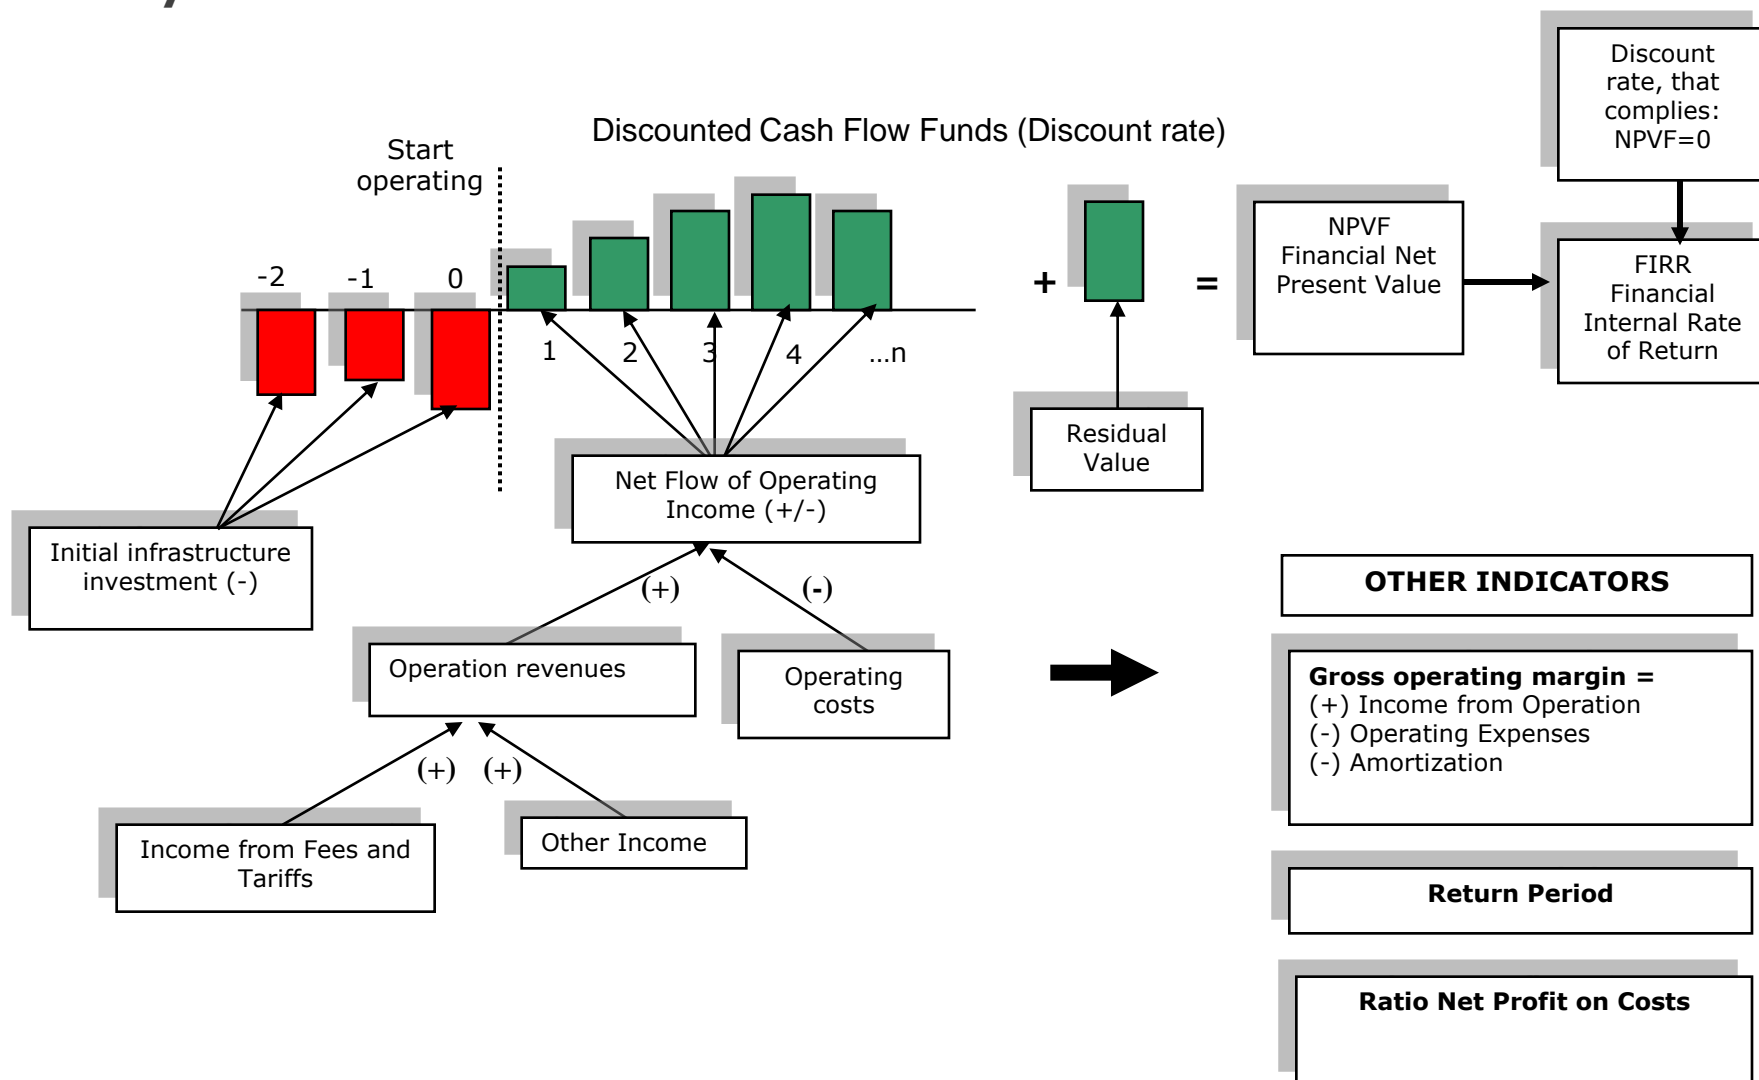 Discount
rate, that
complies:
NPVF=0
Discounted Cash Flow Funds (Discount rate)
Start
operating
-2
-1
0
1
2
3
4
...n
+
=
NPVF
Financial Net
Present Value
FIRR
Financial
Internal Rate
of Return
Residual
Value
Net Flow of Operating
Income (+/-)
Initial infrastructure
investment (-)
(+)
(-)
Operation revenues
Operating
costs
(+)
(+)
Income from Fees and
Tariffs
Other Income
OTHER INDICATORS
Gross operating margin =
(+) Income from Operation
(-) Operating Expenses
(-) Amortization
Return Period
Ratio Net Profit on Costs